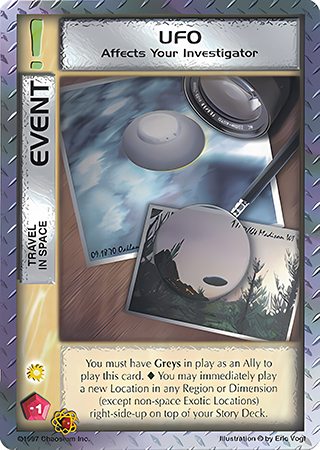 UFO
Affects Your Investigator
!
EVENT
TRAVEL
IN SPACE
You must have Greys in play as an Ally to
play this card. ◆ You may immediately play
a new Location in any Region or Dimension
(except non-space Exotic Locations)
right-side-up on top of your Story Deck.
-1
©1997 Chaosium Inc.
Illustration © by Eric Vogt